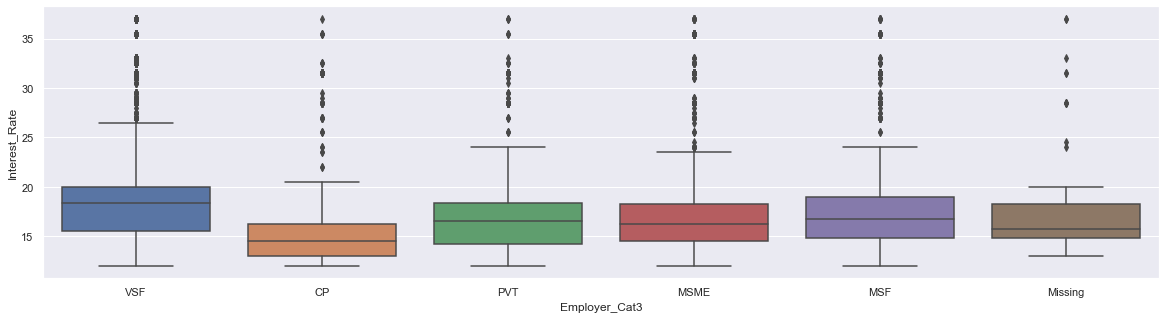 Interest_Rate
35
30
25
20
15
VSF CP PVT MSME MSF Missing
Employer_Cat3